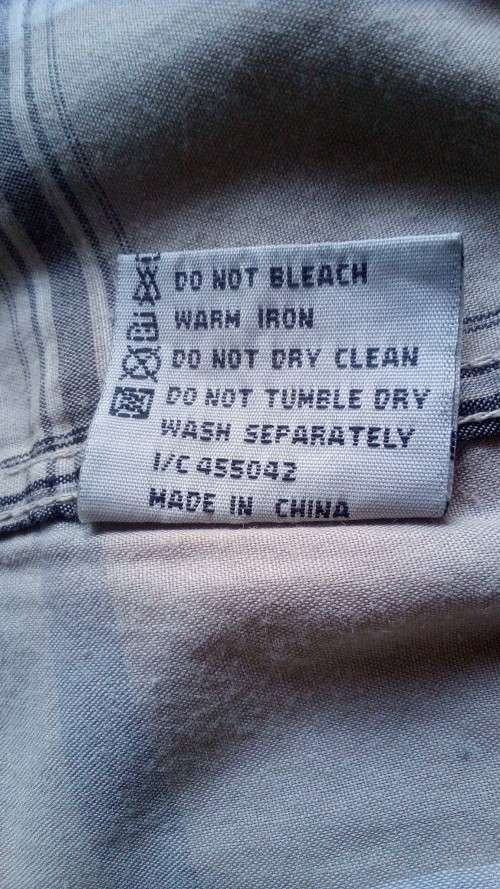 DO NOT BLEACH
WARM IRON
DO NOT DRY CLEAN
DO NOT TUMBLE DRY
WASH SEPARATELY
I/C 455042
MADE IN CHINA